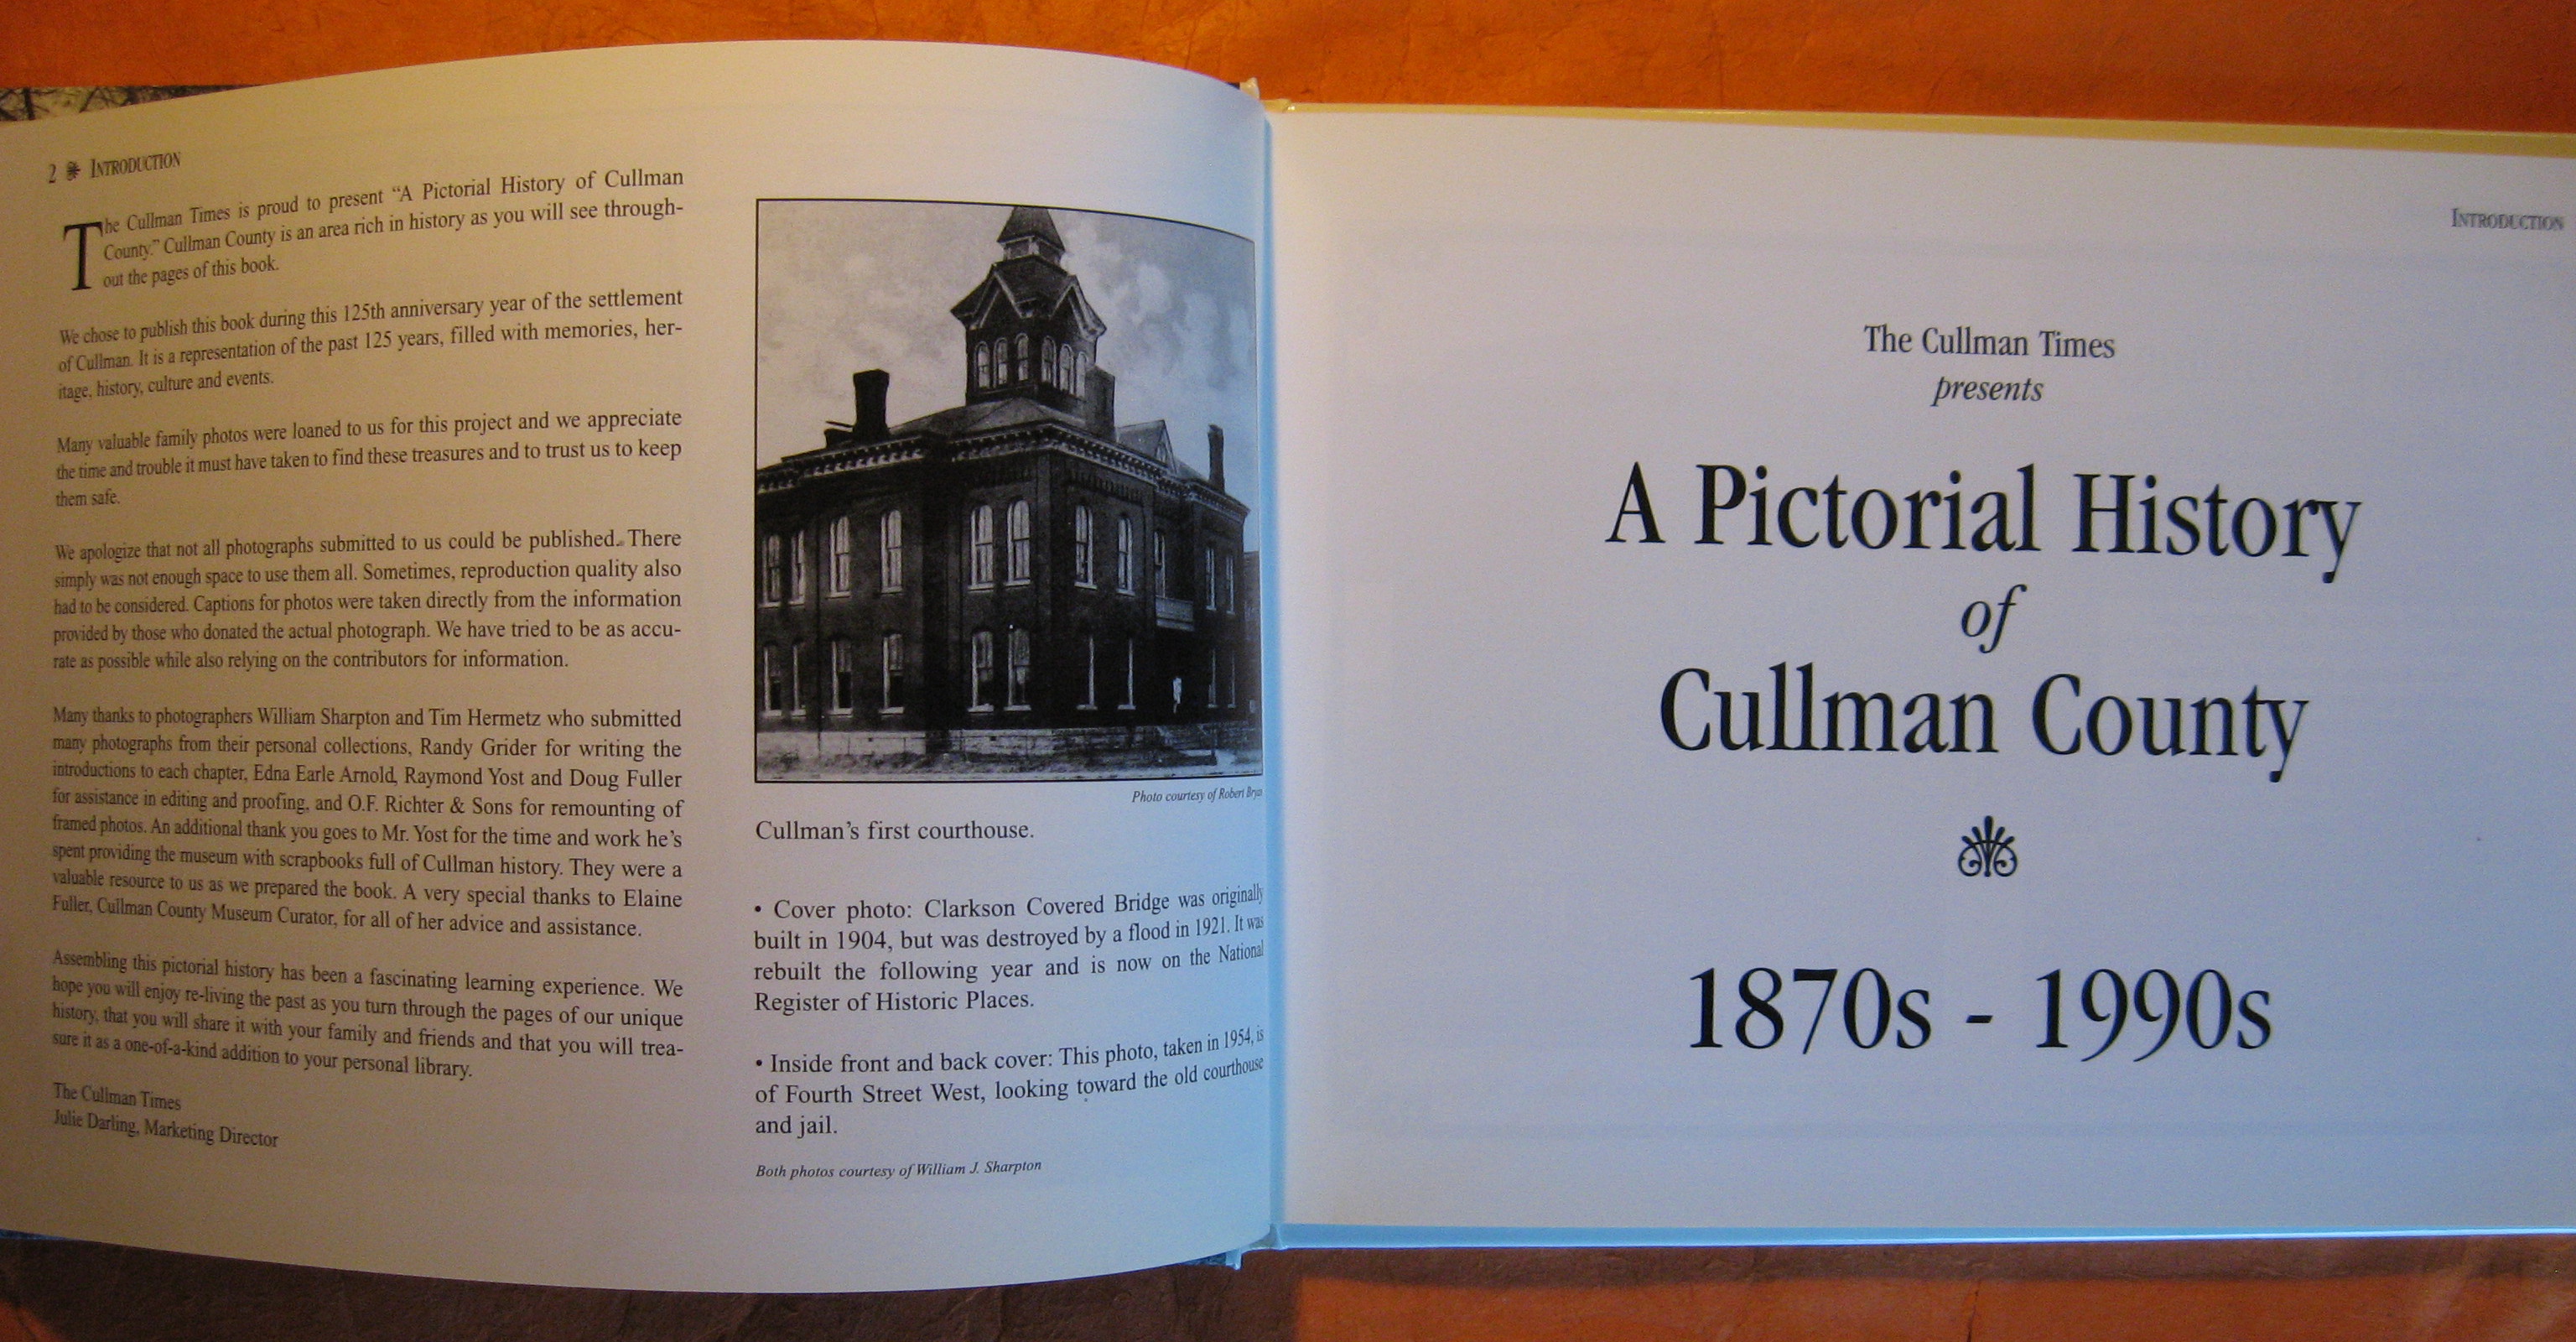 2 Introduction
The Cullman Times is proud to present “A Pictorial History of Cullman
County.” Cullman County is an area rich in history as you will see through-
out the pages of this book.
We chose to publish this book during this 125th anniversary year of the settlement
of Cullman. It is a representation of the past 125 years, filled with memories, her-
itage, history, culture and events.
Many valuable family photos were loaned to us for this project and we appreciate
the time and trouble it must have taken to find these treasures and to trust us to keep
them safe.
We apologize that not all photographs submitted to us could be published. There
simply was not enough space to use them all. Sometimes, reproduction quality also
had to be considered. Captions for photos were taken directly from the information
provided by those who donated the actual photograph. We have tried to be as accu-
rate as possible while also relying on the contributors for information.
Many thanks to photographers William Sharpton and Tim Hermetz who submitted
many photographs from their personal collections, Randy Grider for writing the
introductions to each chapter, Edna Earle Arnold, Raymond Yost and Doug Fuller
for assistance in editing and proofing, and O.F. Richter & Sons for remounting of
framed photos. An additional thank you goes to Mr. Yost for the time and work he’s
spent providing the museum with scrapbooks full of Cullman history. They were a
valuable resource to us as we prepared the book. A very special thanks to Elaine
Fuller, Cullman County Museum Curator, for all of her advice and assistance.
Assembling this pictorial history has been a fascinating learning experience. We
hope you will enjoy re-living the past as you turn through the pages of our unique
history, that you will share it with your family and friends and that you will trea-
sure it as a one-of-a-kind addition to your personal library.
The Cullman Times
Julie Darling, Marketing Director
Photo courtesy of Robert Bryan
Cullman’s first courthouse.
• Cover photo: Clarkson Covered Bridge was originally
built in 1904, but was destroyed by a flood in 1921. It was
rebuilt the following year and is now on the National
Register of Historic Places.
• Inside front and back cover: This photo, taken in 1954, is
of Fourth Street West, looking toward the old courthouse
and jail.
Both photos courtesy of William J. Sharpton
Introduction
The Cullman Times
presents
A Pictorial History
of
Cullman County
1870s - 1990s